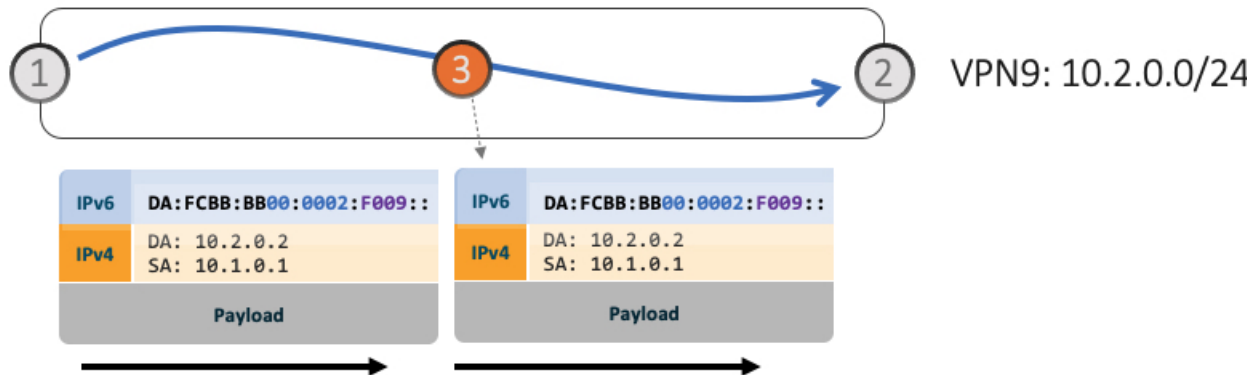 1
3
2
VPN9: 10.2.0.0/24
IPv6 DA:FCBB:BB00:0002:F009::
IPv4 DA: 10.2.0.2
SA: 10.1.0.1
Payload
IPv6 DA:FCBB:BB00:0002:F009::
IPv4 DA: 10.2.0.2
SA: 10.1.0.1
Payload